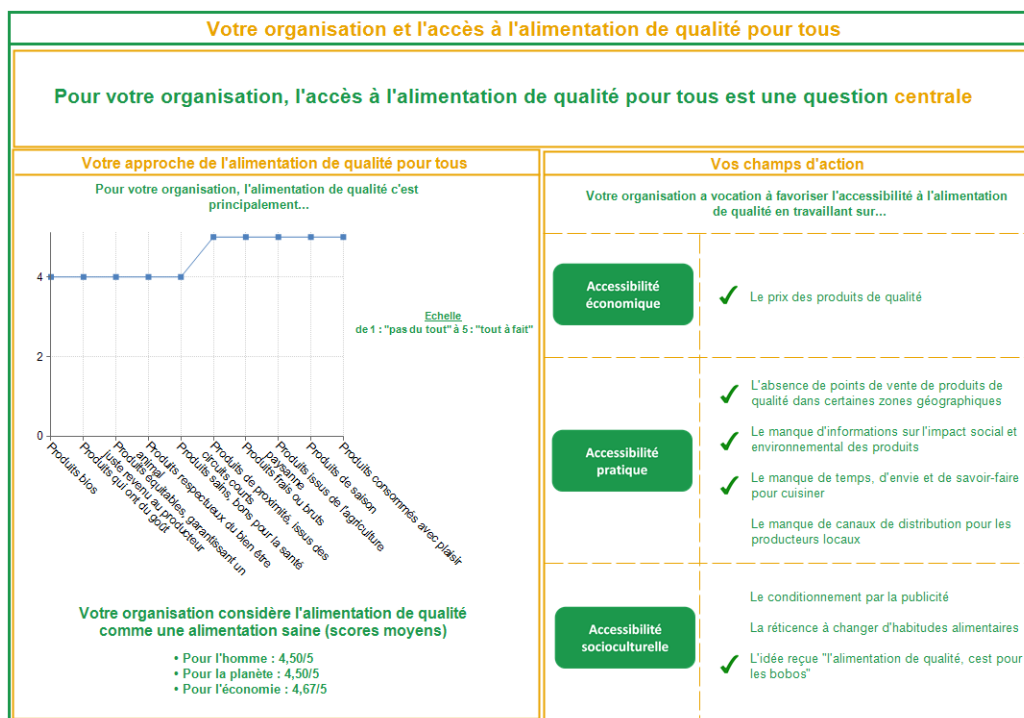 Votre organisation et l'accès à l'alimentation de qualité pour tous
Pour votre organisation, l'accès à l'alimentation de qualité pour tous est une question centrale
Votre approche de l'alimentation de qualité pour tous
Pour votre organisation, l'alimentation de qualité c'est
principalement...
4
2
0
Echelle
de 1 : "pas du tout" à 5 : "tout à fait"
Produits bios
Produits qui ont du goût
Produits équitables, garantissant un
juste revenu au producteur
Produits respectueux du bien être
animal
Produits sains, bons pour la santé
Produits de proximité, issus des
circuits courts
Produits frais ou bruts
Produits issus de l'agriculture
paysanne
Produits de saison
Produits consommés avec plaisir
Votre organisation considère l'alimentation de qualité
comme une alimentation saine (scores moyens)
• Pour l'homme : 4,50/5
• Pour la planète : 4,50/5
• Pour l'économie : 4,67/5
Vos champs d'action
Votre organisation a vocation à favoriser l'accessibilité à l'alimentation
de qualité en travaillant sur...
Accessibilité
économique
✓ Le prix des produits de qualité
Accessibilité
pratique
✓ L'absence de points de vente de produits de
qualité dans certaines zones géographiques
✓ Le manque d'informations sur l'impact social et
environnemental des produits
✓ Le manque de temps, d'envie et de savoir-faire
pour cuisiner
Le manque de canaux de distribution pour les
producteurs locaux
Accessibilité
socioculturelle
Le conditionnement par la publicité
La réticence à changer d'habitudes alimentaires
✓ L'idée reçue "l'alimentation de qualité, cest pour
les bobos"